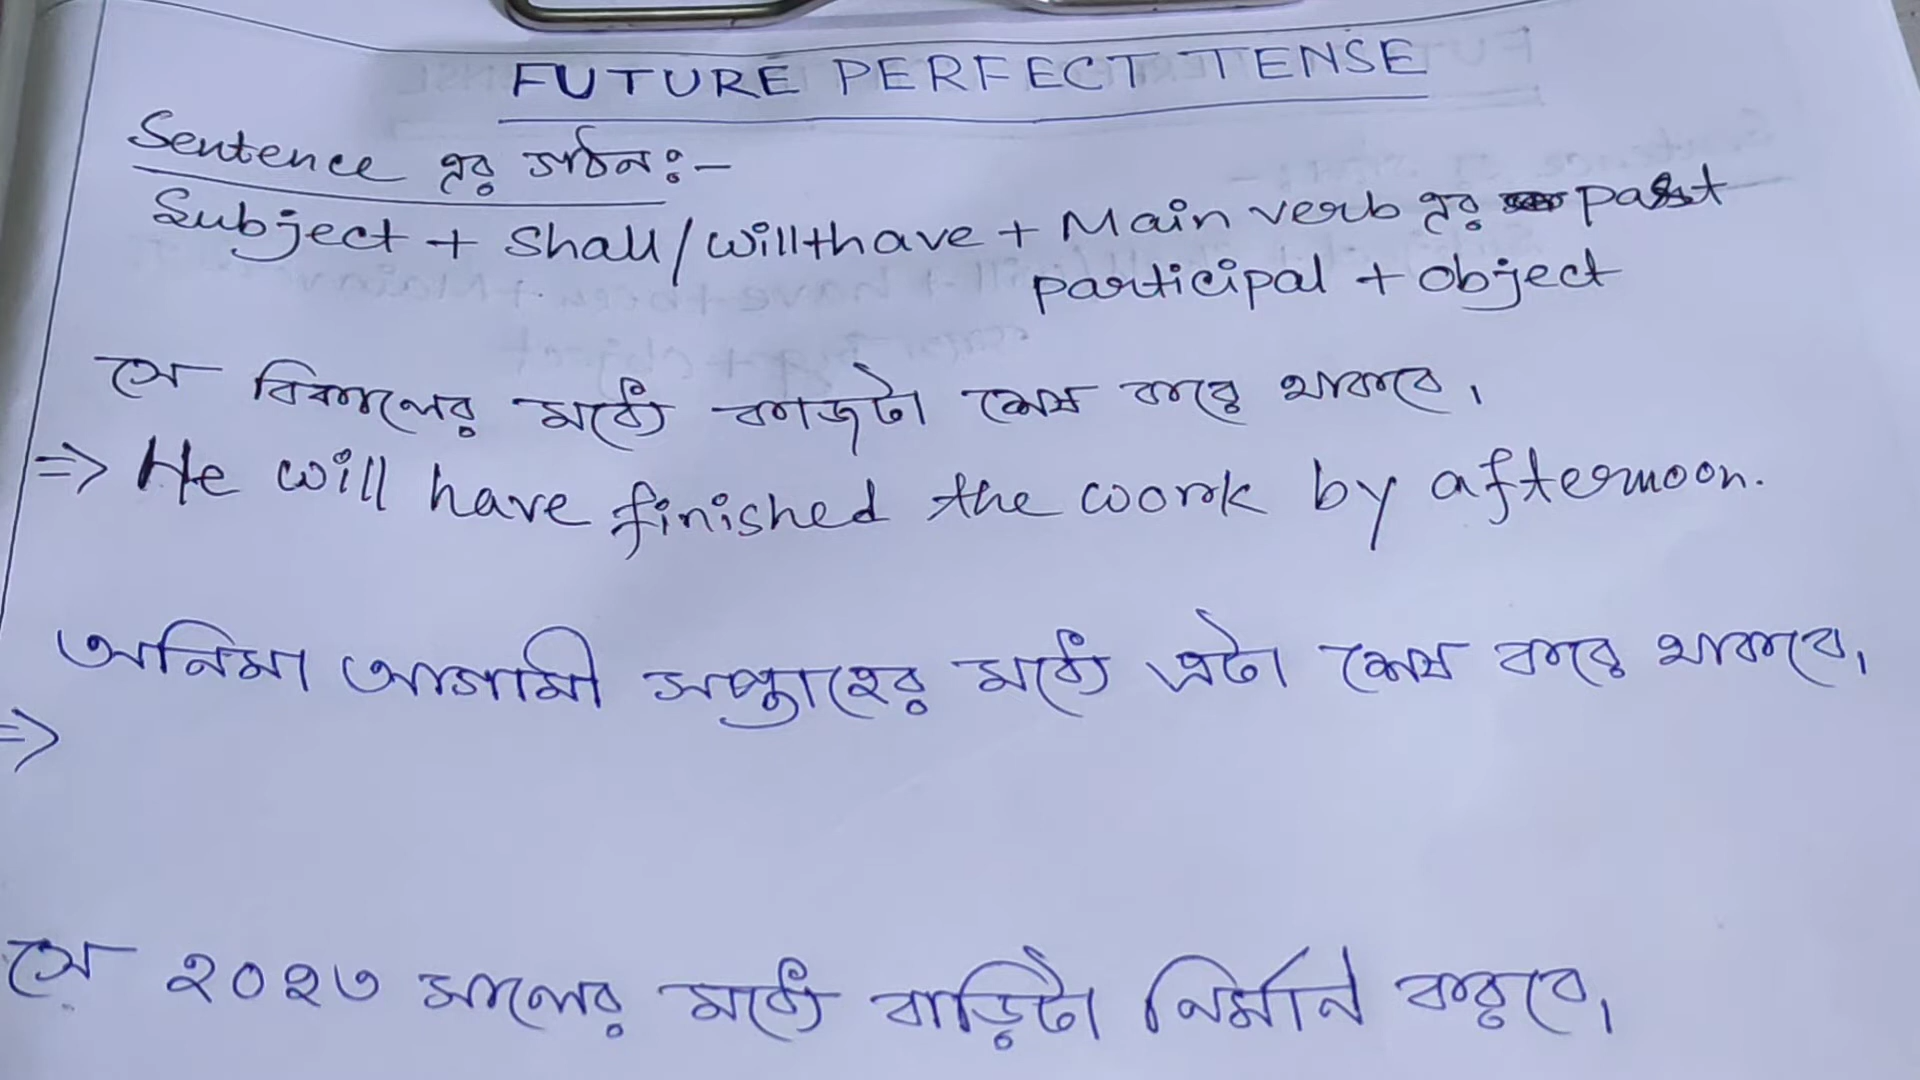 FUTURE PERFECT TENSE
Sentence এর গঠন:-
Subject + Shall/will+have + Main verb এর past
participal + object
সে বিকালের মধ্যে কাজটা শেষ করে থাকবে।
=> He will have finished the work by afternoon.
অনিমা আগামী সপ্তাহের মধ্যে এটা শেষ করে থাকবে।
=>
সে ২০২৩ সালের মধ্যে বাড়িটা নির্মান করবে।